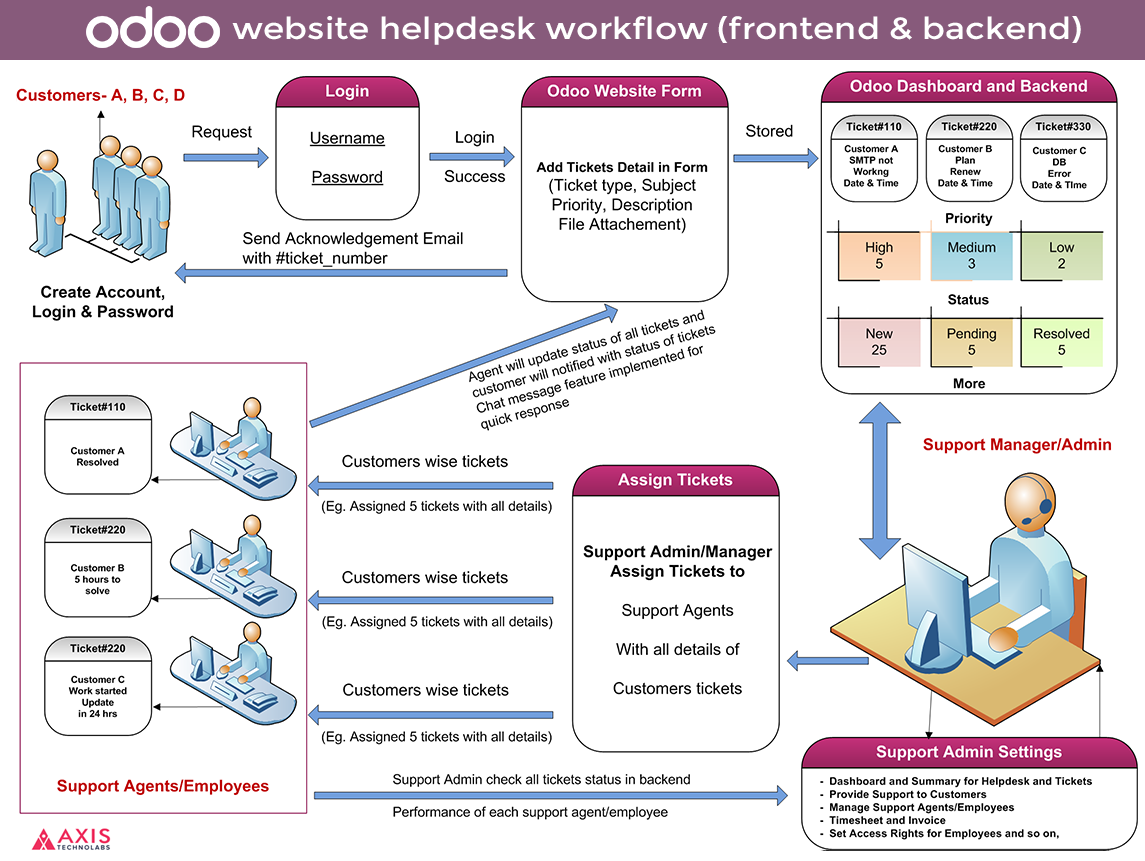 odoo website helpdesk workflow (frontend & backend)
Customers- A, B, C, D
Create Account,
Login & Password
Request
Login
Username
Password
Login
Success
Odoo Website Form
Add Tickets Detail in Form
(Ticket type, Subject
Priority, Description
File Attachement)
Stored
Send Acknowledgement Email
with #ticket_number
Odoo Dashboard and Backend
Ticket#110
Customer A
SMTP not
Workng
Date & Time
Ticket#220
Customer B
Plan
Renew
Date & Time
Ticket#330
Customer C
DB
Error
Date & TIme
Priority
High
5
Medium
3
Low
2
Status
New
25
Pending
5
Resolved
5
More
Agent will update status of all tickets and
customer will notified with status of tickets
Chat message feature implemented for
quick response
Support Manager/Admin
Ticket#110
Customer A
Resolved
Ticket#220
Customer B
5 hours to
solve
Ticket#220
Customer C
Work started
Update
in 24 hrs
Support Agents/Employees
Customers wise tickets
(Eg. Assigned 5 tickets with all details)
Customers wise tickets
(Eg. Assigned 5 tickets with all details)
Customers wise tickets
(Eg. Assigned 5 tickets with all details)
Assign Tickets
Support Admin/Manager
Assign Tickets to
Support Agents
With all details of
Customers tickets
Support Admin check all tickets status in backend
Performance of each support agent/employee
Support Admin Settings
- Dashboard and Summary for Helpdesk and Tickets
- Provide Support to Customers
- Manage Support Agents/Employees
- Timesheet and Invoice
- Set Access Rights for Employees and so on,
AXIS
TECHNOLABS